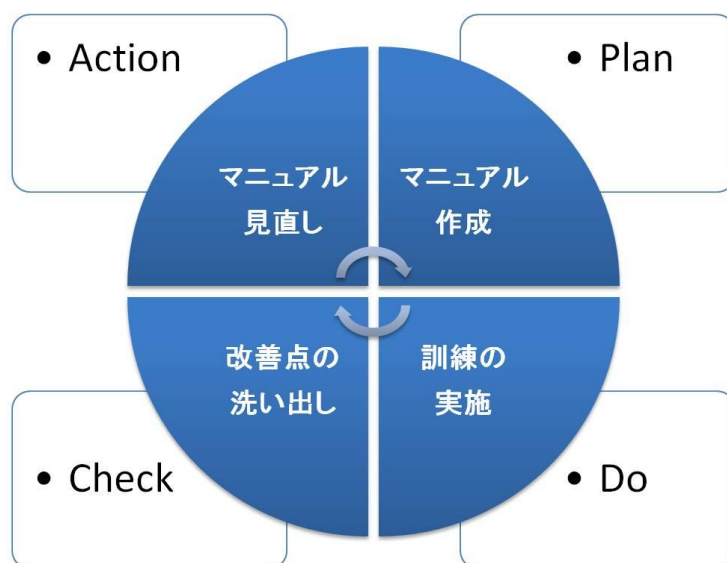 • Action
• Plan
マニュアル
見直し
マニュアル
作成
改善点の
洗い出し
訓練の
実施
• Check
• Do